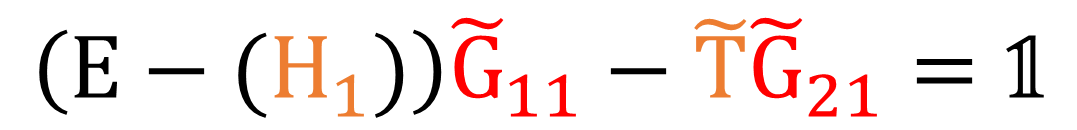 (E − (H₁))G̃₁₁ − T̃G̃₂₁ = 𝟙